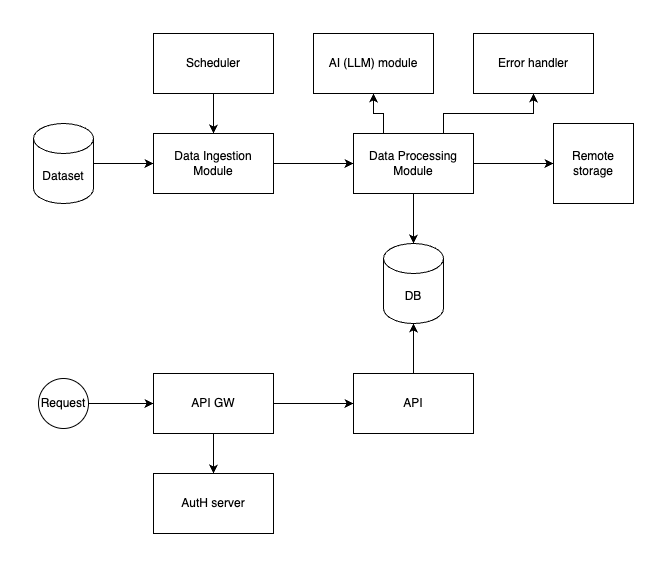 Scheduler
AI (LLM) module
Error handler
Dataset
Data Ingestion
Module
Data Processing
Module
Remote
storage
DB
Request
API GW
API
AutH server